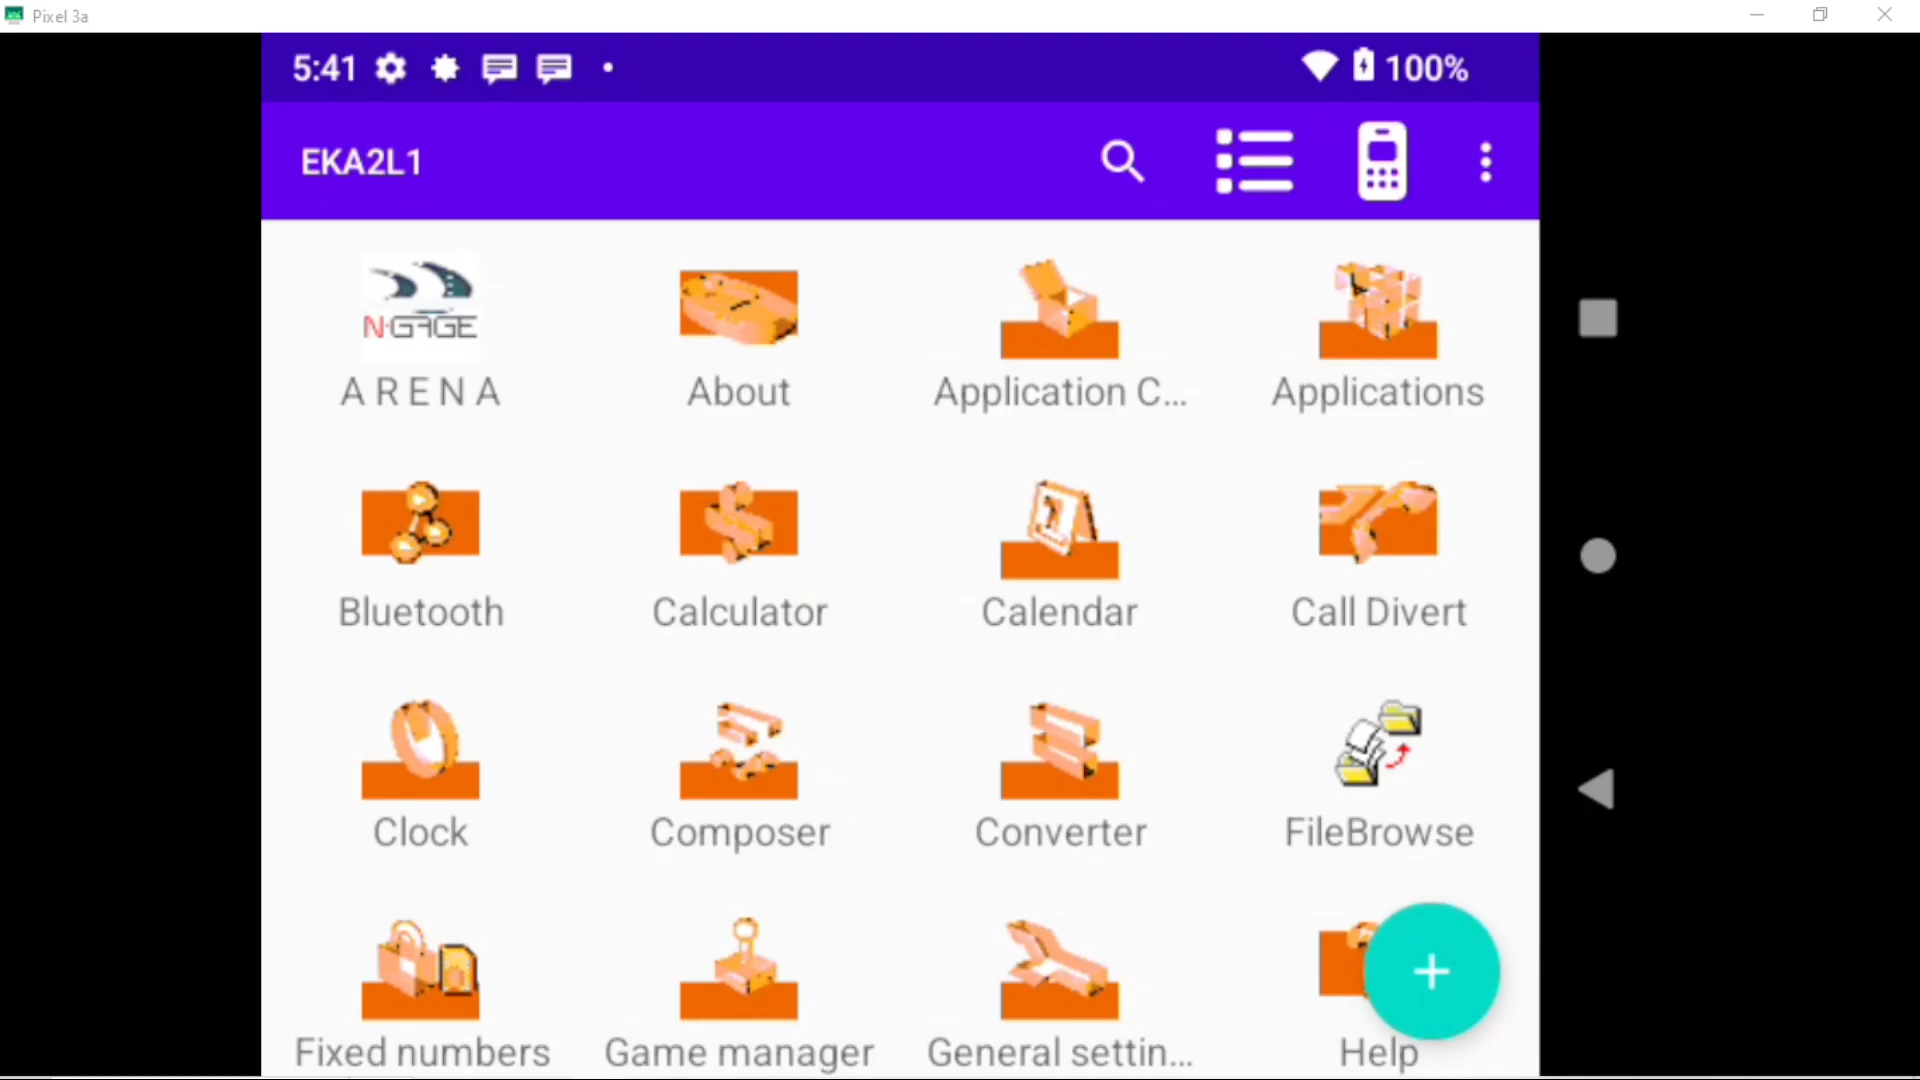 Pixel 3a
5:41
100%
EKA2L1
N-GAGE
A R E N A
About
Application C...
Applications
Bluetooth
Calculator
Calendar
Call Divert
Clock
Composer
Converter
FileBrowse
Fixed numbers
Game manager
General settin...
Help